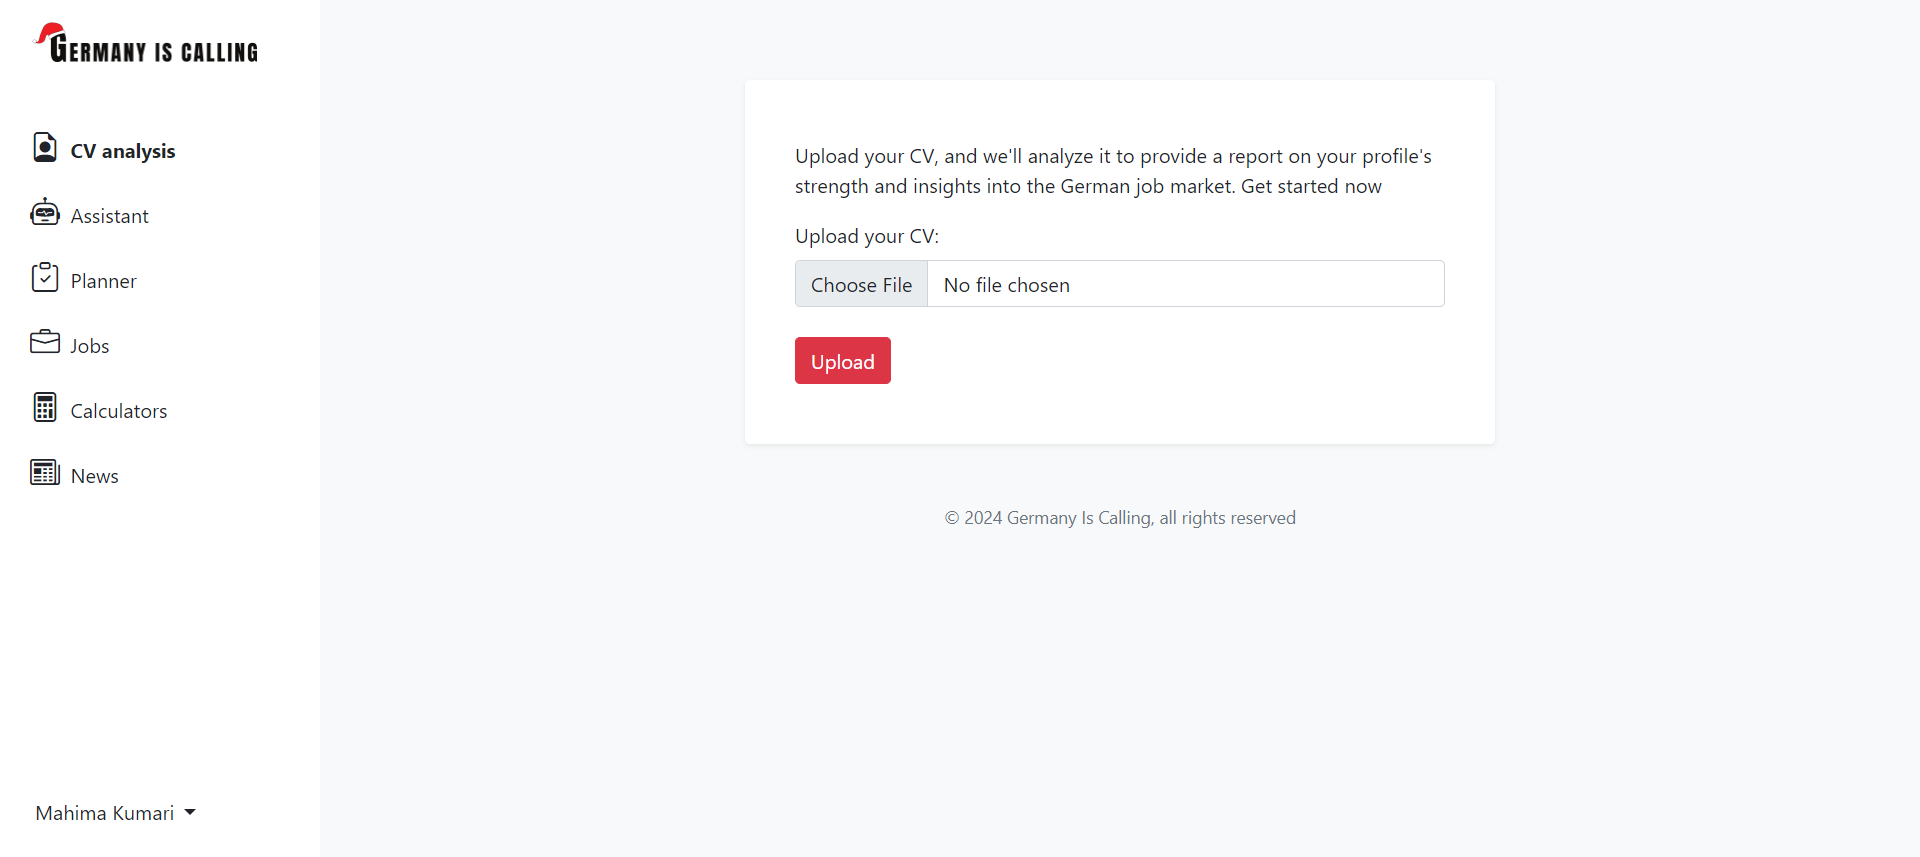 GERMANY IS CALLING
CV analysis
Assistant
Planner
Jobs
Calculators
News
Mahima Kumari
Upload your CV, and we'll analyze it to provide a report on your profile's
strength and insights into the German job market. Get started now
Upload your CV:
Choose File No file chosen
Upload
© 2024 Germany Is Calling, all rights reserved